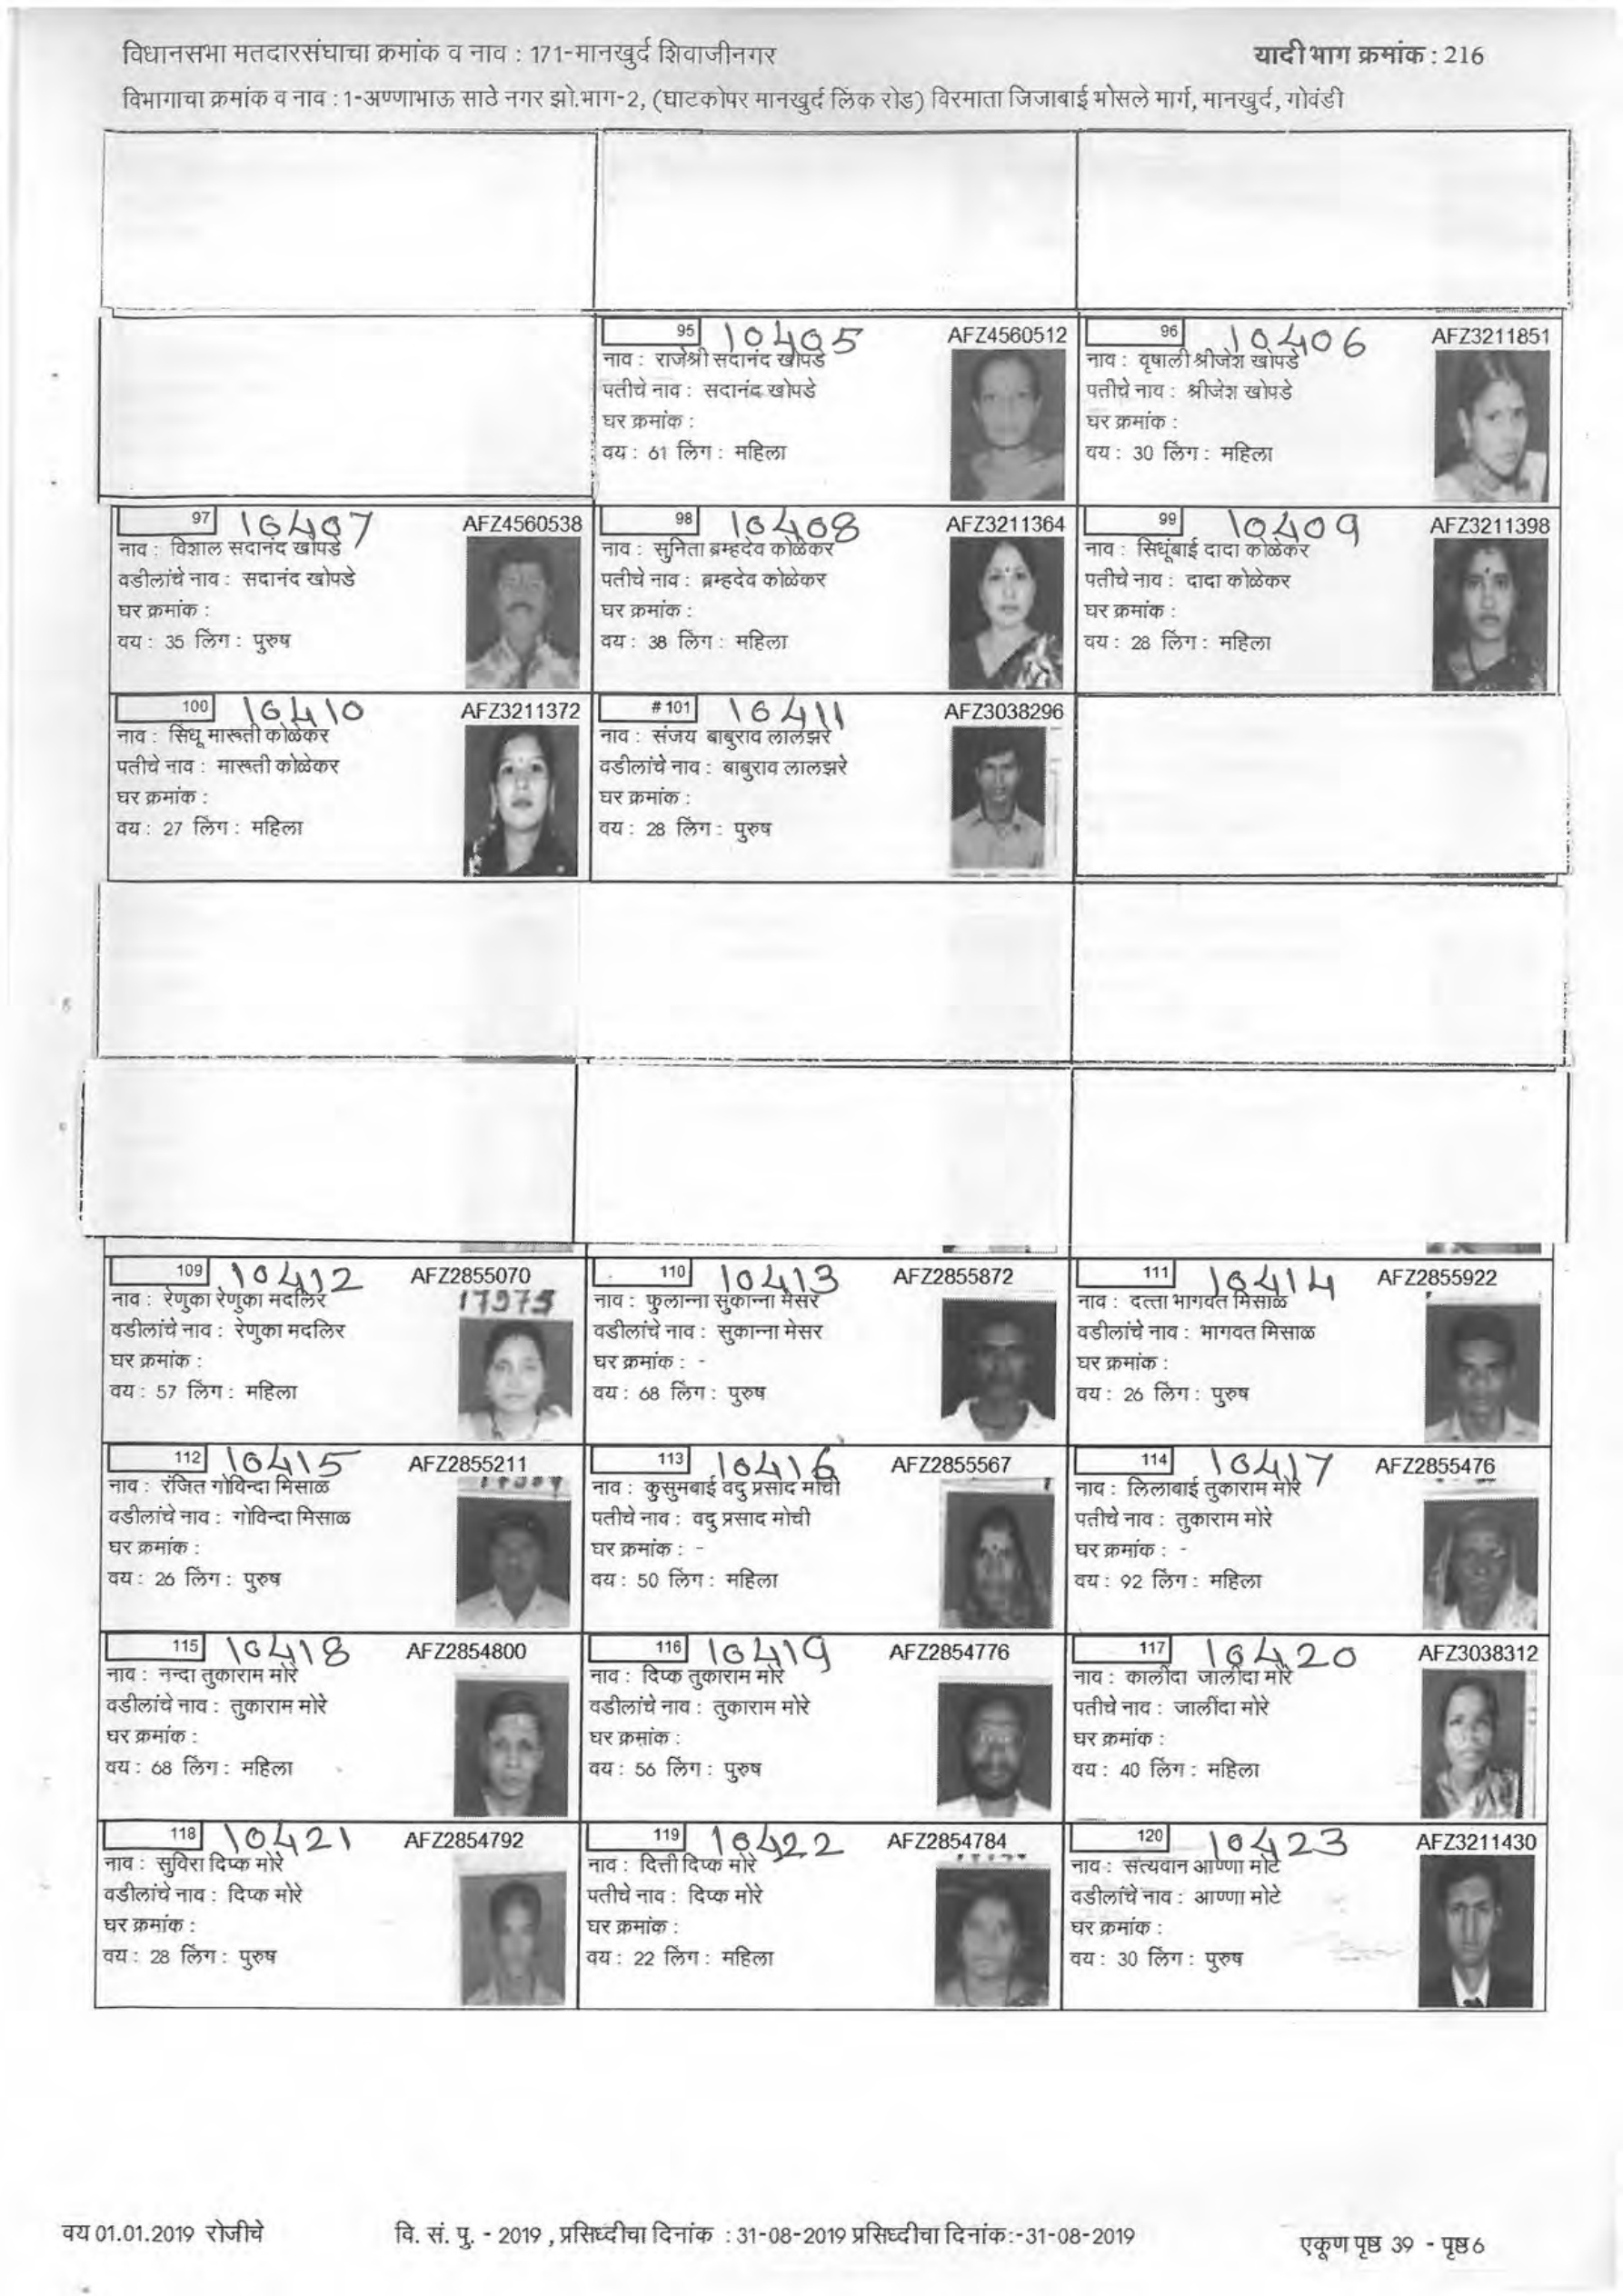 विधानसभा मतदारसंघाचा क्रमांक व नाव : 171-मानखुर्द शिवाजीनगर
यादी भाग क्रमांक : 216
विभागाचा क्रमांक व नाव : 1-अण्णाभाऊ साठे नगर झो.भाग-2, (घाटकोपर मानखुर्द लिंक रोड) विरमाता जिजाबाई भोसले मार्ग, मानखुर्द, गोवंडी
95 10405 AFZ4560512
नाव : राजेश्री सदानंद खोपडे
पतीचे नाव : सदानंद खोपडे
घर क्रमांक :
वय : 61 लिंग : महिला
96 10406 AFZ3211851
नाव : वृषाली श्रीजेश खोपडे
पतीचे नाव : श्रीजेश खोपडे
घर क्रमांक :
वय : 30 लिंग : महिला
97 10407 AFZ4560538
नाव : विशाल सदानंद खोपडे
वडीलांचे नाव : सदानंद खोपडे
घर क्रमांक :
वय : 35 लिंग : पुरुष
98 10408 AFZ3211364
नाव : सुनिता ब्रम्हदेव कोळेकर
पतीचे नाव : ब्रम्हदेव कोळेकर
घर क्रमांक :
वय : 38 लिंग : महिला
99 10409 AFZ3211398
नाव : सिधूंबाई दादा कोळेकर
पतीचे नाव : दादा कोळेकर
घर क्रमांक :
वय : 28 लिंग : महिला
100 10410 AFZ3211372
नाव : सिंधू मारूती कोळेकर
पतीचे नाव : मारूती कोळेकर
घर क्रमांक :
वय : 27 लिंग : महिला
# 101 10411 AFZ3038296
नाव : संजय बाबुराव लालझरे
वडीलांचे नाव : बाबुराव लालझरे
घर क्रमांक :
वय : 28 लिंग : पुरुष
109 10412 AFZ2855070
नाव : रेणुका रेणुका मदलिर
वडीलांचे नाव : रेणुका मदलिर
घर क्रमांक :
वय : 57 लिंग : महिला
110 10413 AFZ2855872
नाव : फुलान्ना सुकान्ना मेसर
वडीलांचे नाव : सुकान्ना मेसर
घर क्रमांक : -
वय : 68 लिंग : पुरुष
111 10414 AFZ2855922
नाव : दत्ता भागवत मिसाळ
वडीलांचे नाव : भागवत मिसाळ
घर क्रमांक :
वय : 26 लिंग : पुरुष
112 10415 AFZ2855211
नाव : रंजित गोविन्दा मिसाळ
वडीलांचे नाव : गोविन्दा मिसाळ
घर क्रमांक :
वय : 26 लिंग : पुरुष
113 10416 AFZ2855567
नाव : कुसुमबाई वदु प्रसाद मोची
पतीचे नाव : वदु प्रसाद मोची
घर क्रमांक : -
वय : 50 लिंग : महिला
114 10417 AFZ2855476
नाव : लिलाबाई तुकाराम मोरे
पतीचे नाव : तुकाराम मोरे
घर क्रमांक : -
वय : 92 लिंग : महिला
115 10418 AFZ2854800
नाव : नन्दा तुकाराम मोरे
वडीलांचे नाव : तुकाराम मोरे
घर क्रमांक :
वय : 68 लिंग : महिला
116 10419 AFZ2854776
नाव : दिप्क तुकाराम मोरे
वडीलांचे नाव : तुकाराम मोरे
घर क्रमांक :
वय : 56 लिंग : पुरुष
117 10420 AFZ3038312
नाव : कालींदा जालींदा मोरे
पतीचे नाव : जालींदा मोरे
घर क्रमांक :
वय : 40 लिंग : महिला
118 10421 AFZ2854792
नाव : सुविरा दिप्क मोरे
वडीलांचे नाव : दिप्क मोरे
घर क्रमांक :
वय : 28 लिंग : पुरुष
119 10422 AFZ2854784
नाव : दित्ती दिप्क मोरे
पतीचे नाव : दिप्क मोरे
घर क्रमांक :
वय : 22 लिंग : महिला
120 10423 AFZ3211430
नाव : सत्यवान आण्णा मोटे
वडीलांचे नाव : आण्णा मोटे
घर क्रमांक :
वय : 30 लिंग : पुरुष
वय 01.01.2019 रोजीचे
वि. सं. पु. - 2019 , प्रसिध्दीचा दिनांक : 31-08-2019 प्रसिध्दीचा दिनांक:-31-08-2019
एकूण पृष्ठ 39 - पृष्ठ 6